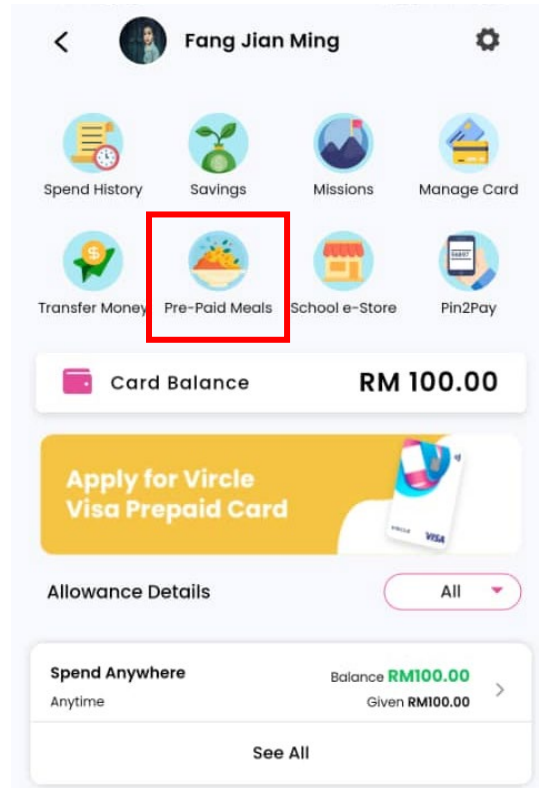 Fang Jian Ming
Spend History
Savings
Missions
Manage Card
Transfer Money
Pre-Paid Meals
School e-Store
Pin2Pay
Card Balance RM 100.00
Apply for Vircle
Visa Prepaid Card
VIRCLE VISA
Allowance Details All
Spend Anywhere Balance RM100.00
Anytime Given RM100.00
See All